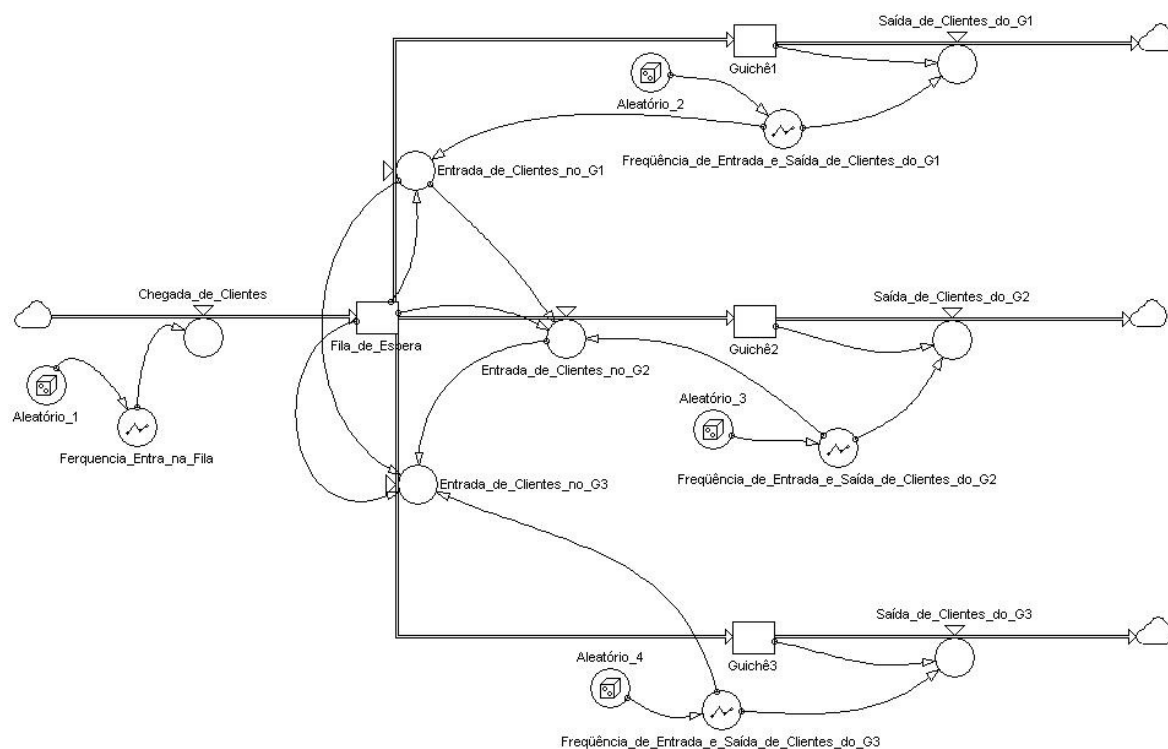 Saída_de_Clientes_do_G1
Guichê1
Aleatório_2
Freqüência_de_Entrada_e_Saída_de_Clientes_do_G1
Entrada_de_Clientes_no_G1
Chegada_de_Clientes
Saída_de_Clientes_do_G2
Fila_de_Espera
Guichê2
Entrada_de_Clientes_no_G2
Aleatório_1
Aleatório_3
Ferquencia_Entra_na_Fila
Freqüência_de_Entrada_e_Saída_de_Clientes_do_G2
Entrada_de_Clientes_no_G3
Saída_de_Clientes_do_G3
Guichê3
Aleatório_4
Freqüência_de_Entrada_e_Saída_de_Clientes_do_G3